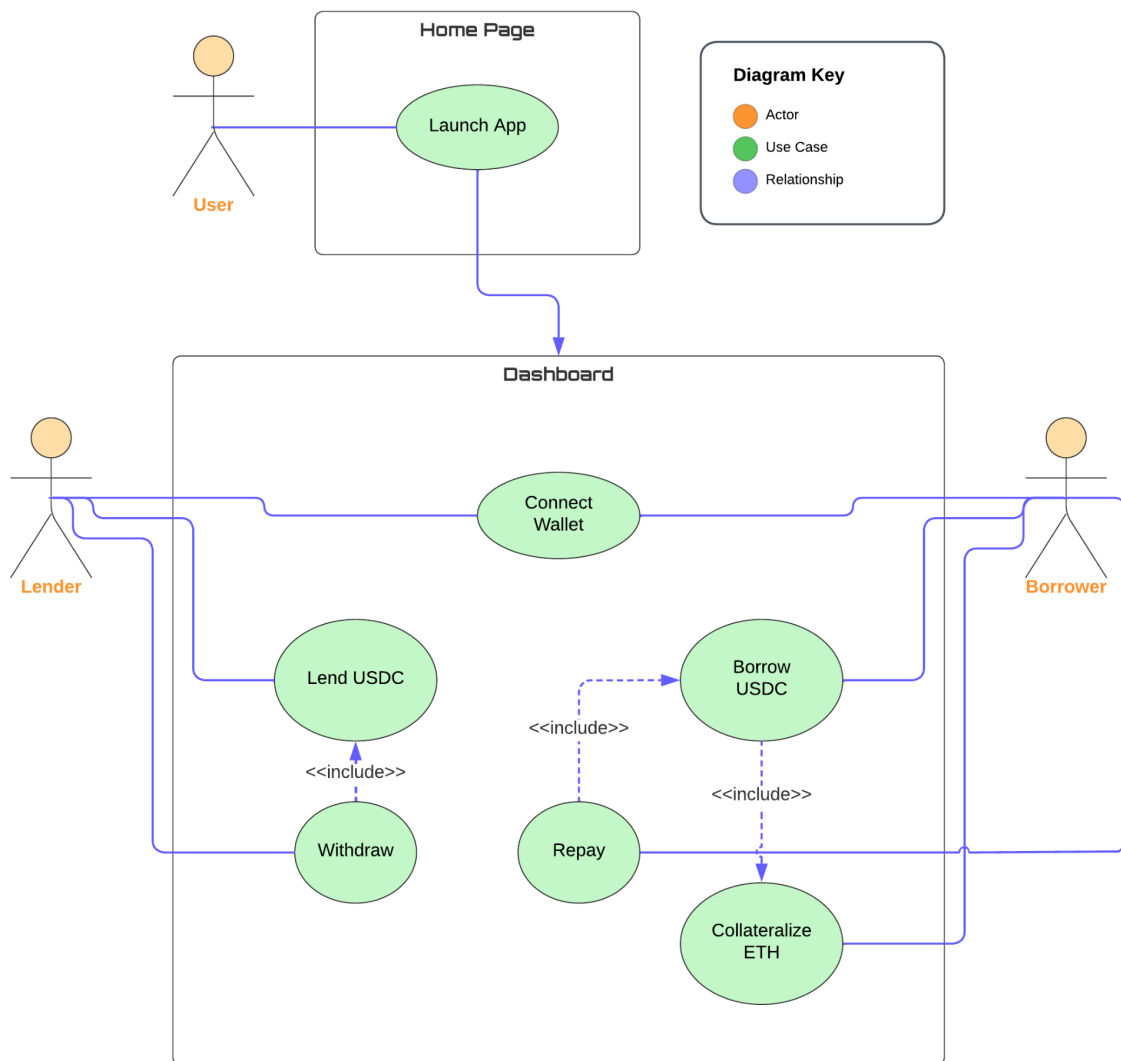 Home Page
Launch App
User
Diagram Key
Actor
Use Case
Relationship
Dashboard
Connect
Wallet
Lender
Borrower
Lend USDC
Borrow
USDC
<<include>>
<<include>>
<<include>>
Withdraw
Repay
Collateralize
ETH